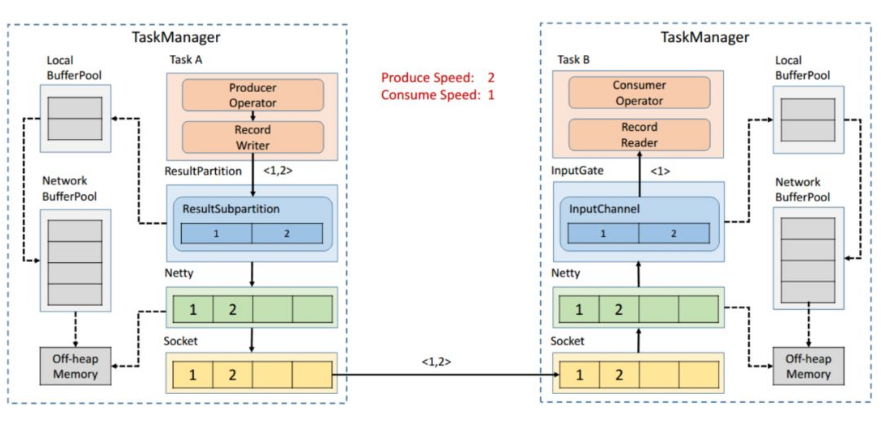 TaskManager
Task A
Local
BufferPool
Producer
Operator
Record
Writer
ResultPartition
<1,2>
Network
BufferPool
ResultSubpartition
1 2
Netty
1 2
Socket
Off-heap
Memory
1 2
Produce Speed: 2
Consume Speed: 1
<1,2>
TaskManager
Task B
Local
BufferPool
Consumer
Operator
Record
Reader
InputGate
<1>
Network
BufferPool
InputChannel
1 2
Netty
1 2
Socket
Off-heap
Memory
1 2